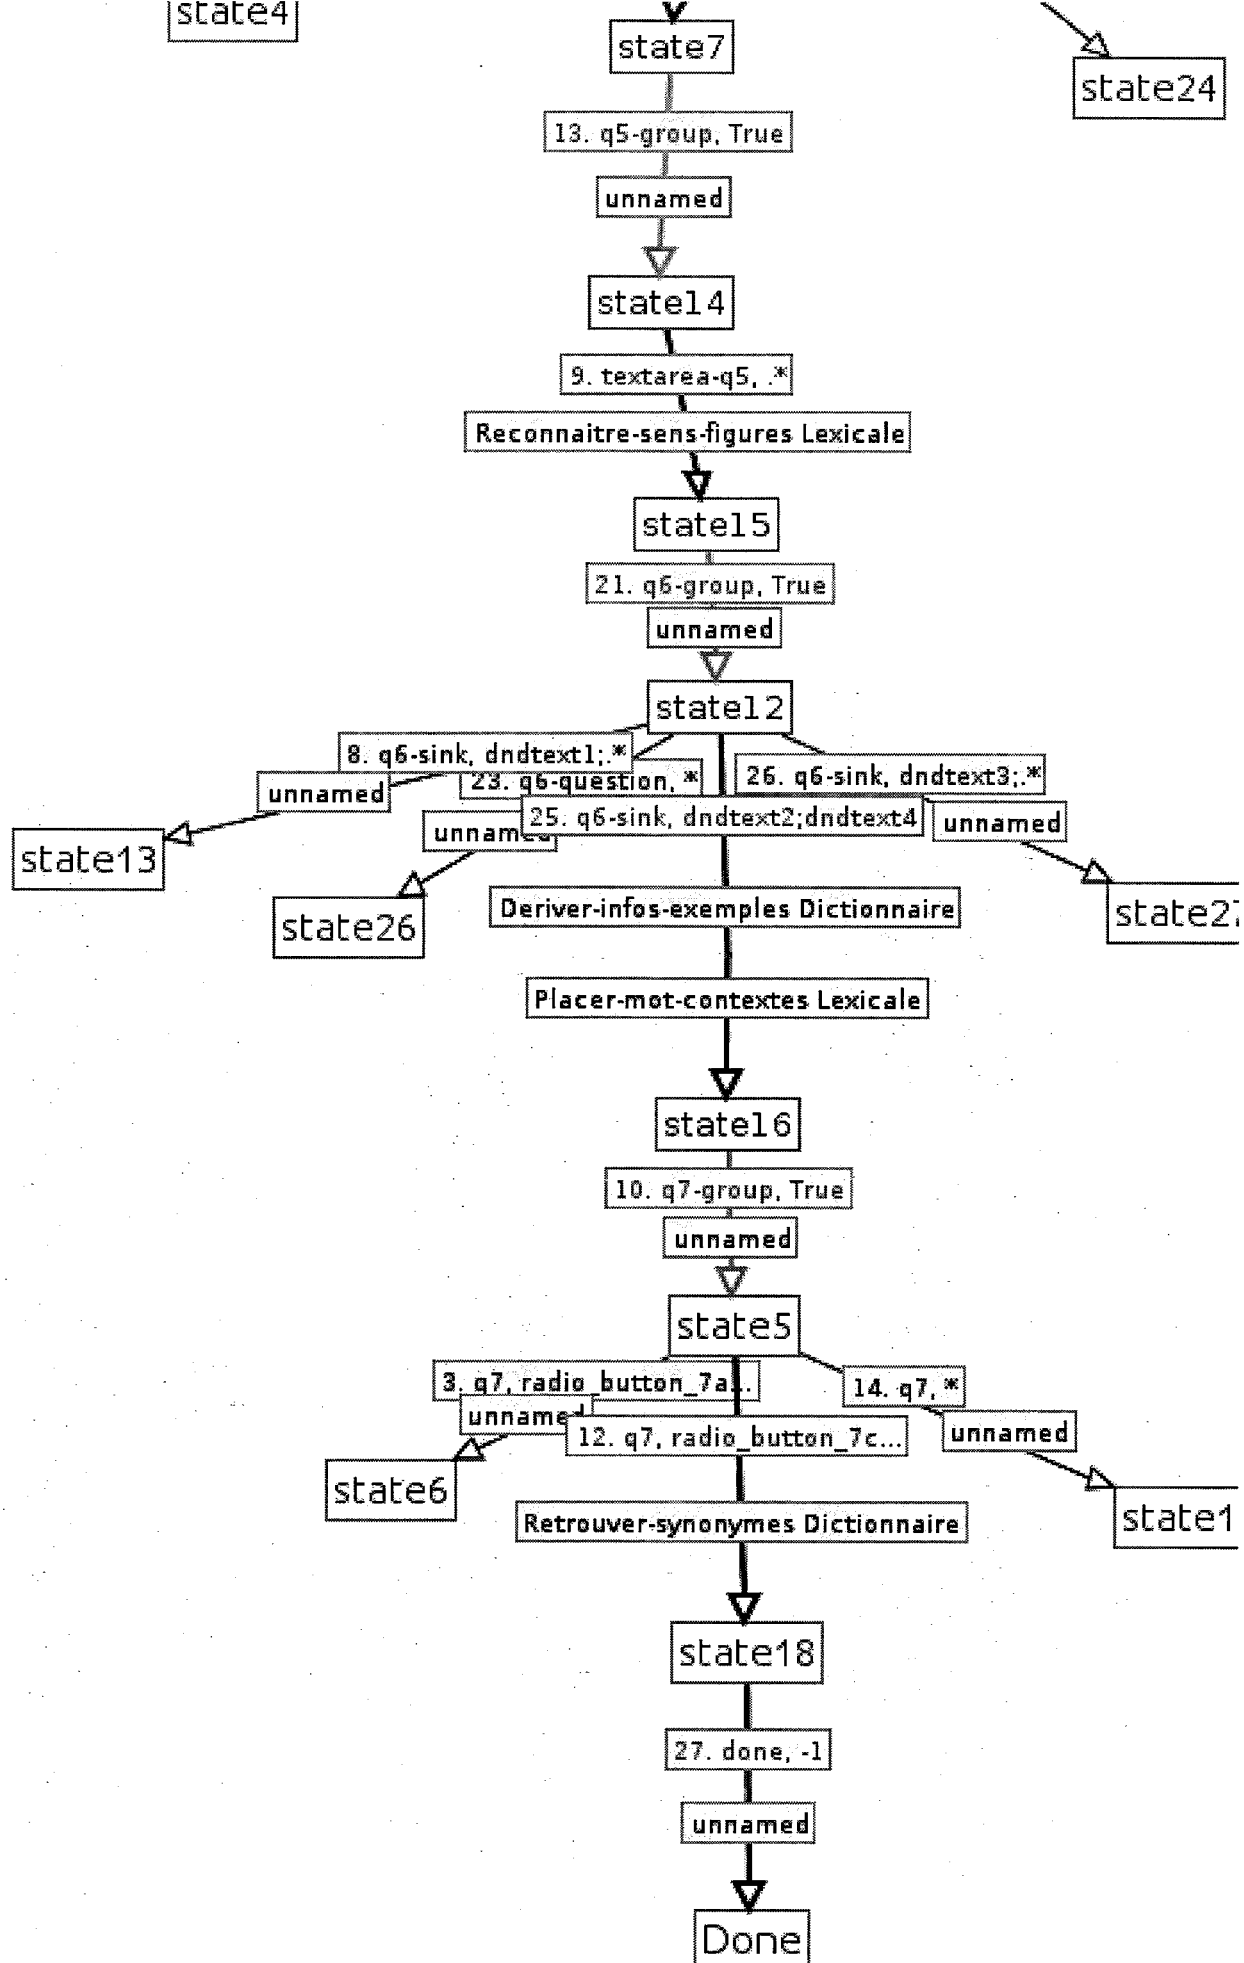 state4
state7
state24
13. q5-group, True
unnamed
state14
9. textarea-q5, .*
Reconnaitre-sens-figures Lexicale
state15
21. q6-group, True
unnamed
state12
8. q6-sink, dndtext1;.*
23. q6-question, *
26. q6-sink, dndtext3;.*
unnamed
25. q6-sink, dndtext2;dndtext4
unnamed
unnamed
state13
state26
Deriver-infos-exemples Dictionnaire
state27
Placer-mot-contextes Lexicale
state16
10. q7-group, True
unnamed
state5
3. q7, radio_button_7a...
14. q7, *
unnamed
12. q7, radio_button_7c...
unnamed
state6
state1
Retrouver-synonymes Dictionnaire
state18
27. done, -1
unnamed
Done